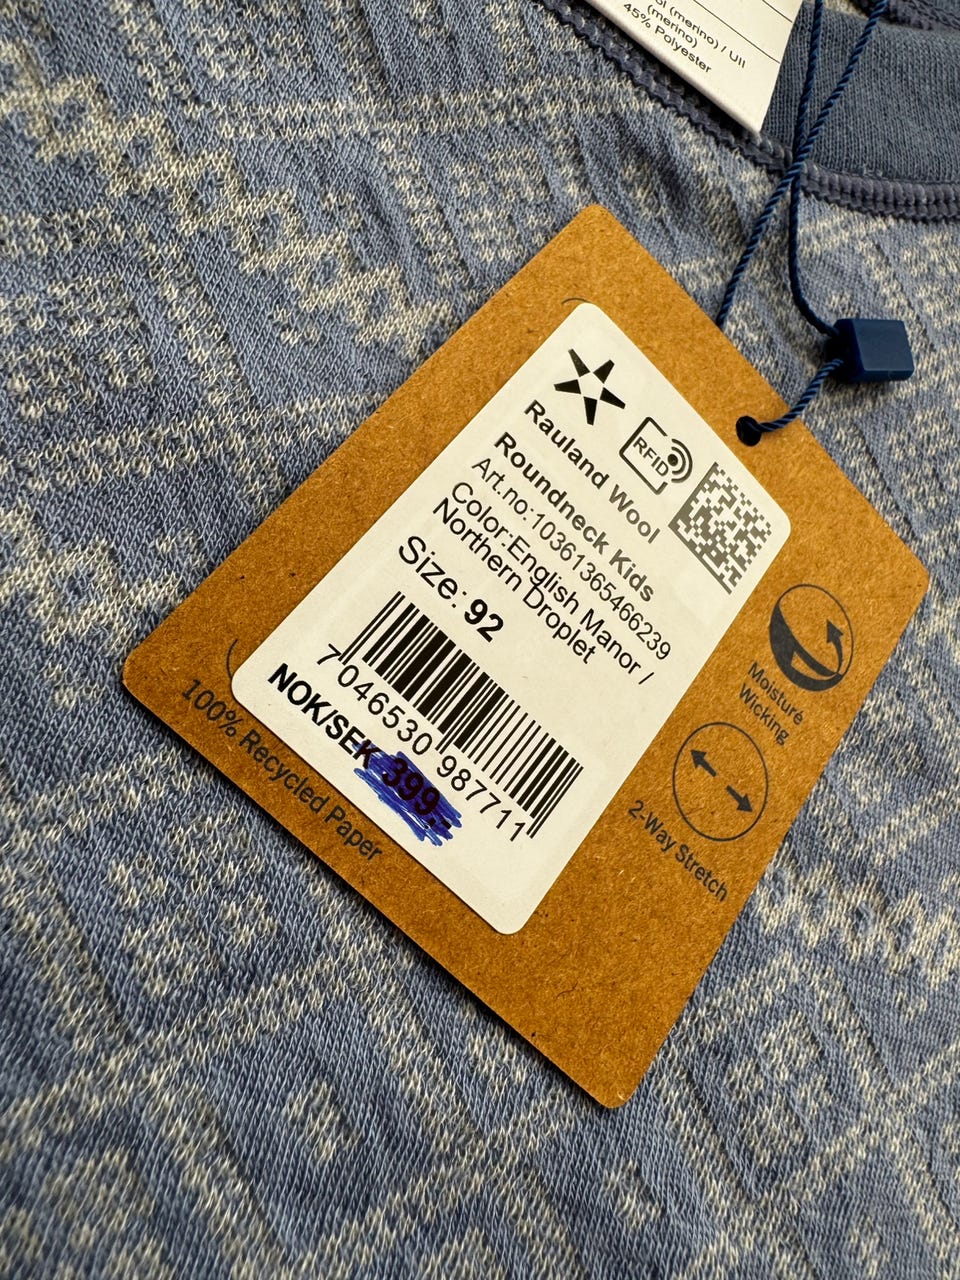 (merino) / Ull
(merino)
45% Polyester
RFID
Rauland Wool
Roundneck Kids
Art.no:10361365466239
Color:English Manor /
Northern Droplet
Size: 92
7 046530 987711
NOK/SEK 399,-
100% Recycled Paper
Moisture
Wicking
2-Way Stretch